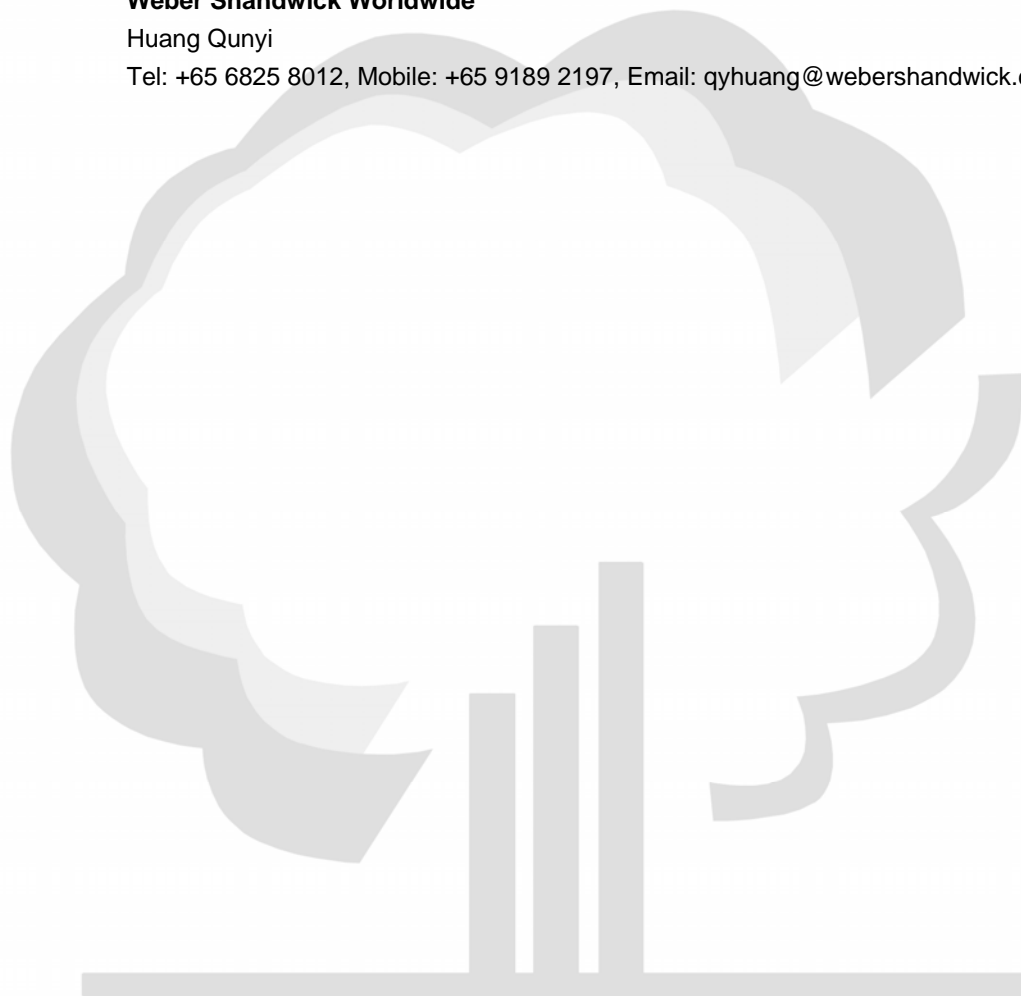 Weber Shandwick Worldwide
Huang Qunyi
Tel: +65 6825 8012, Mobile: +65 9189 2197, Email: qyhuang@webershandwick.